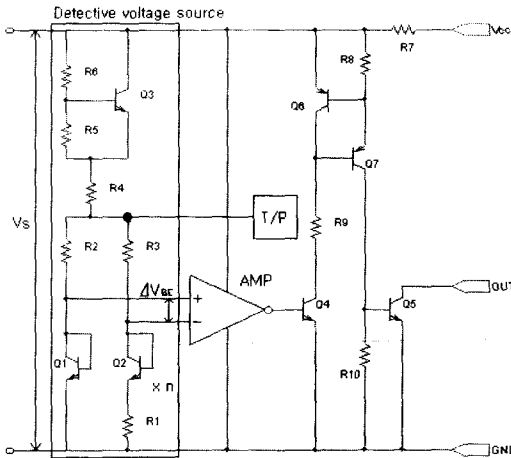 Detective voltage source
R6
Q3
R5
R4
Vs
R2
R3
T/P
ΔVBE
AMP
+
−
Q1
Q2
x n
R1
R7
Vcc
R8
Q6
Q7
R9
Q4
Q5
OUT
R10
GND